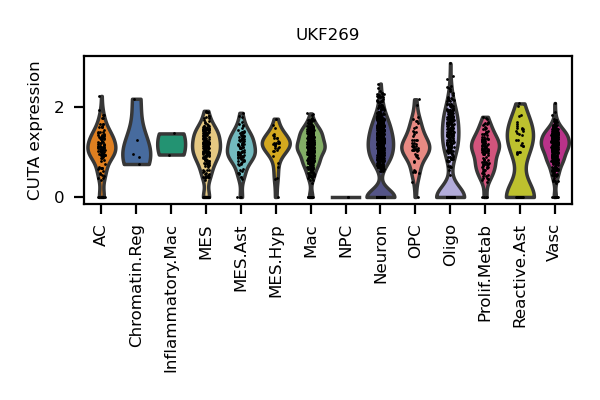 UKF269
CUTA expression
2
0
AC
Chromatin.Reg
Inflammatory.Mac
MES
MES.Ast
MES.Hyp
Mac
NPC
Neuron
OPC
Oligo
Prolif.Metab
Reactive.Ast
Vasc